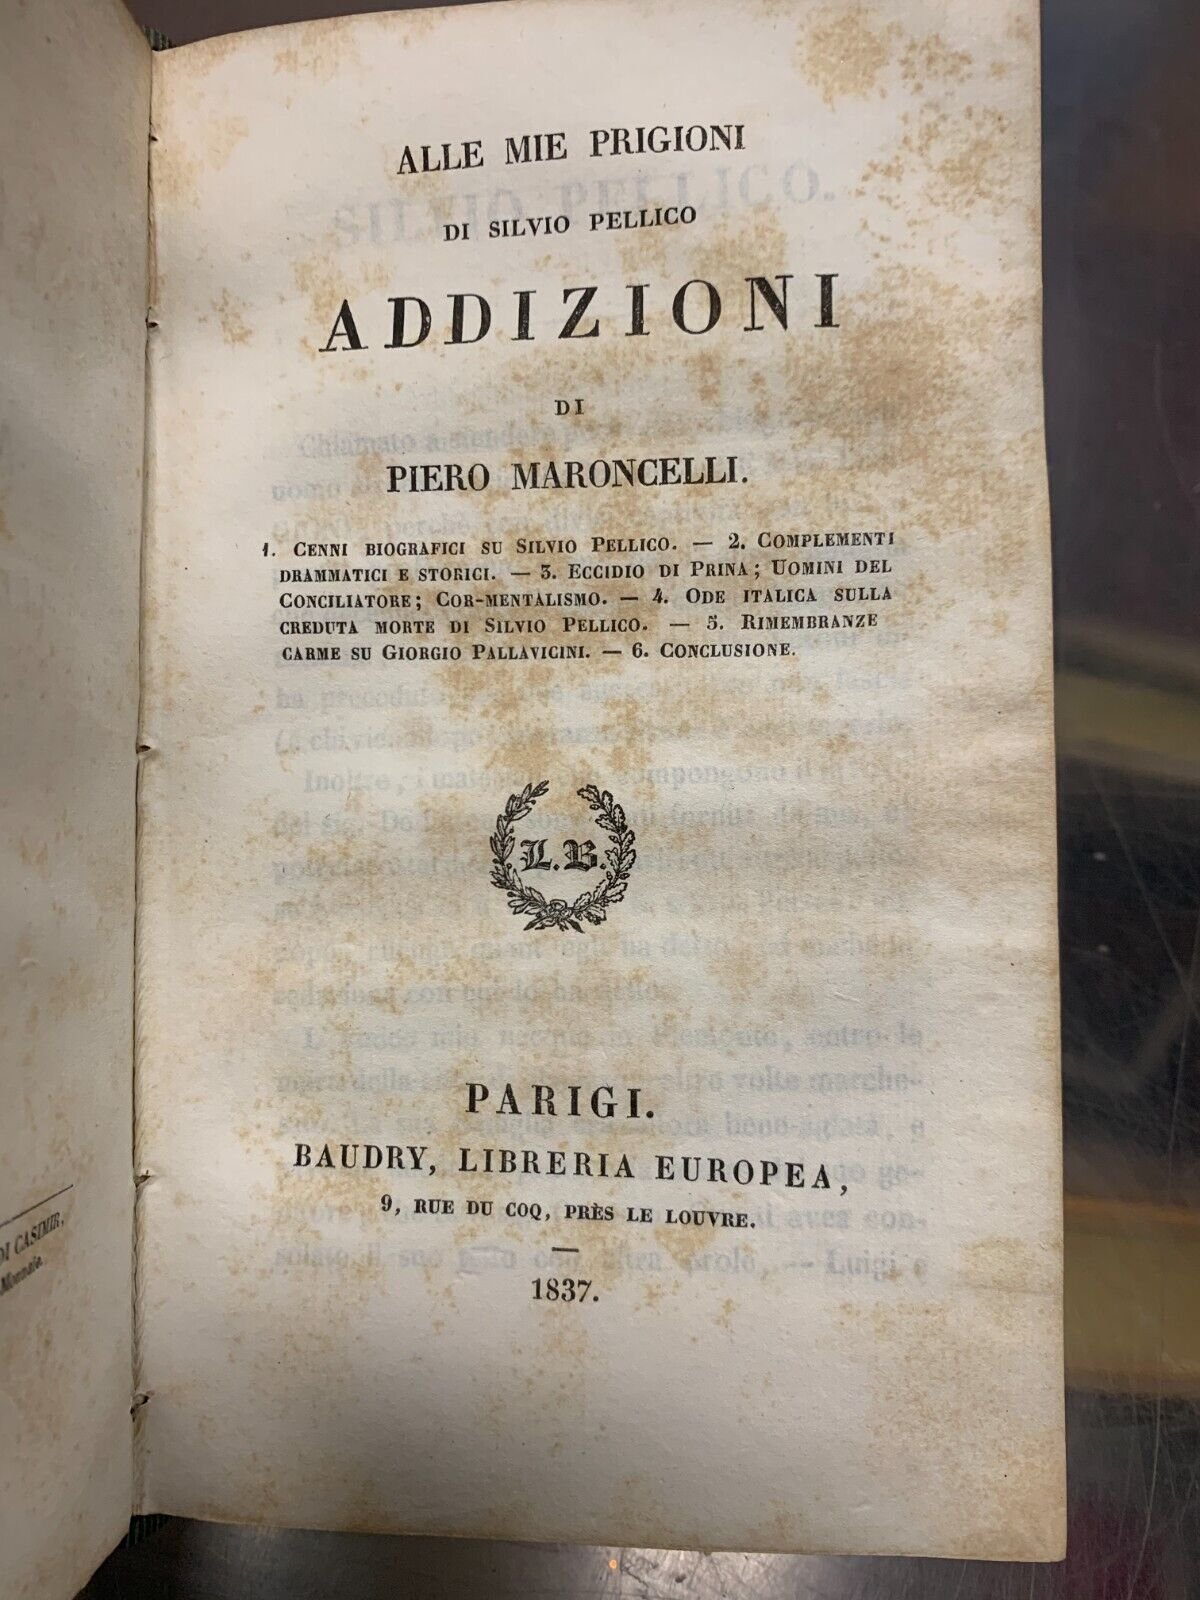 ALLE MIE PRIGIONI
DI SILVIO PELLICO
ADDIZIONI
DI
PIERO MARONCELLI.
1. CENNI BIOGRAFICI SU SILVIO PELLICO. — 2. COMPLEMENTI
DRAMMATICI E STORICI. — 3. ECCIDIO DI PRINA; UOMINI DEL
CONCILIATORE; COR-MENTALISMO. — 4. ODE ITALICA SULLA
CREDUTA MORTE DI SILVIO PELLICO. — 5. RIMEMBRANZE
CARME SU GIORGIO PALLAVICINI. — 6. CONCLUSIONE.
L. B.
PARIGI.
BAUDRY, LIBRERIA EUROPEA,
9, RUE DU COQ, PRÈS LE LOUVRE.
1837.
DI CASIMIR,
Monnaie.